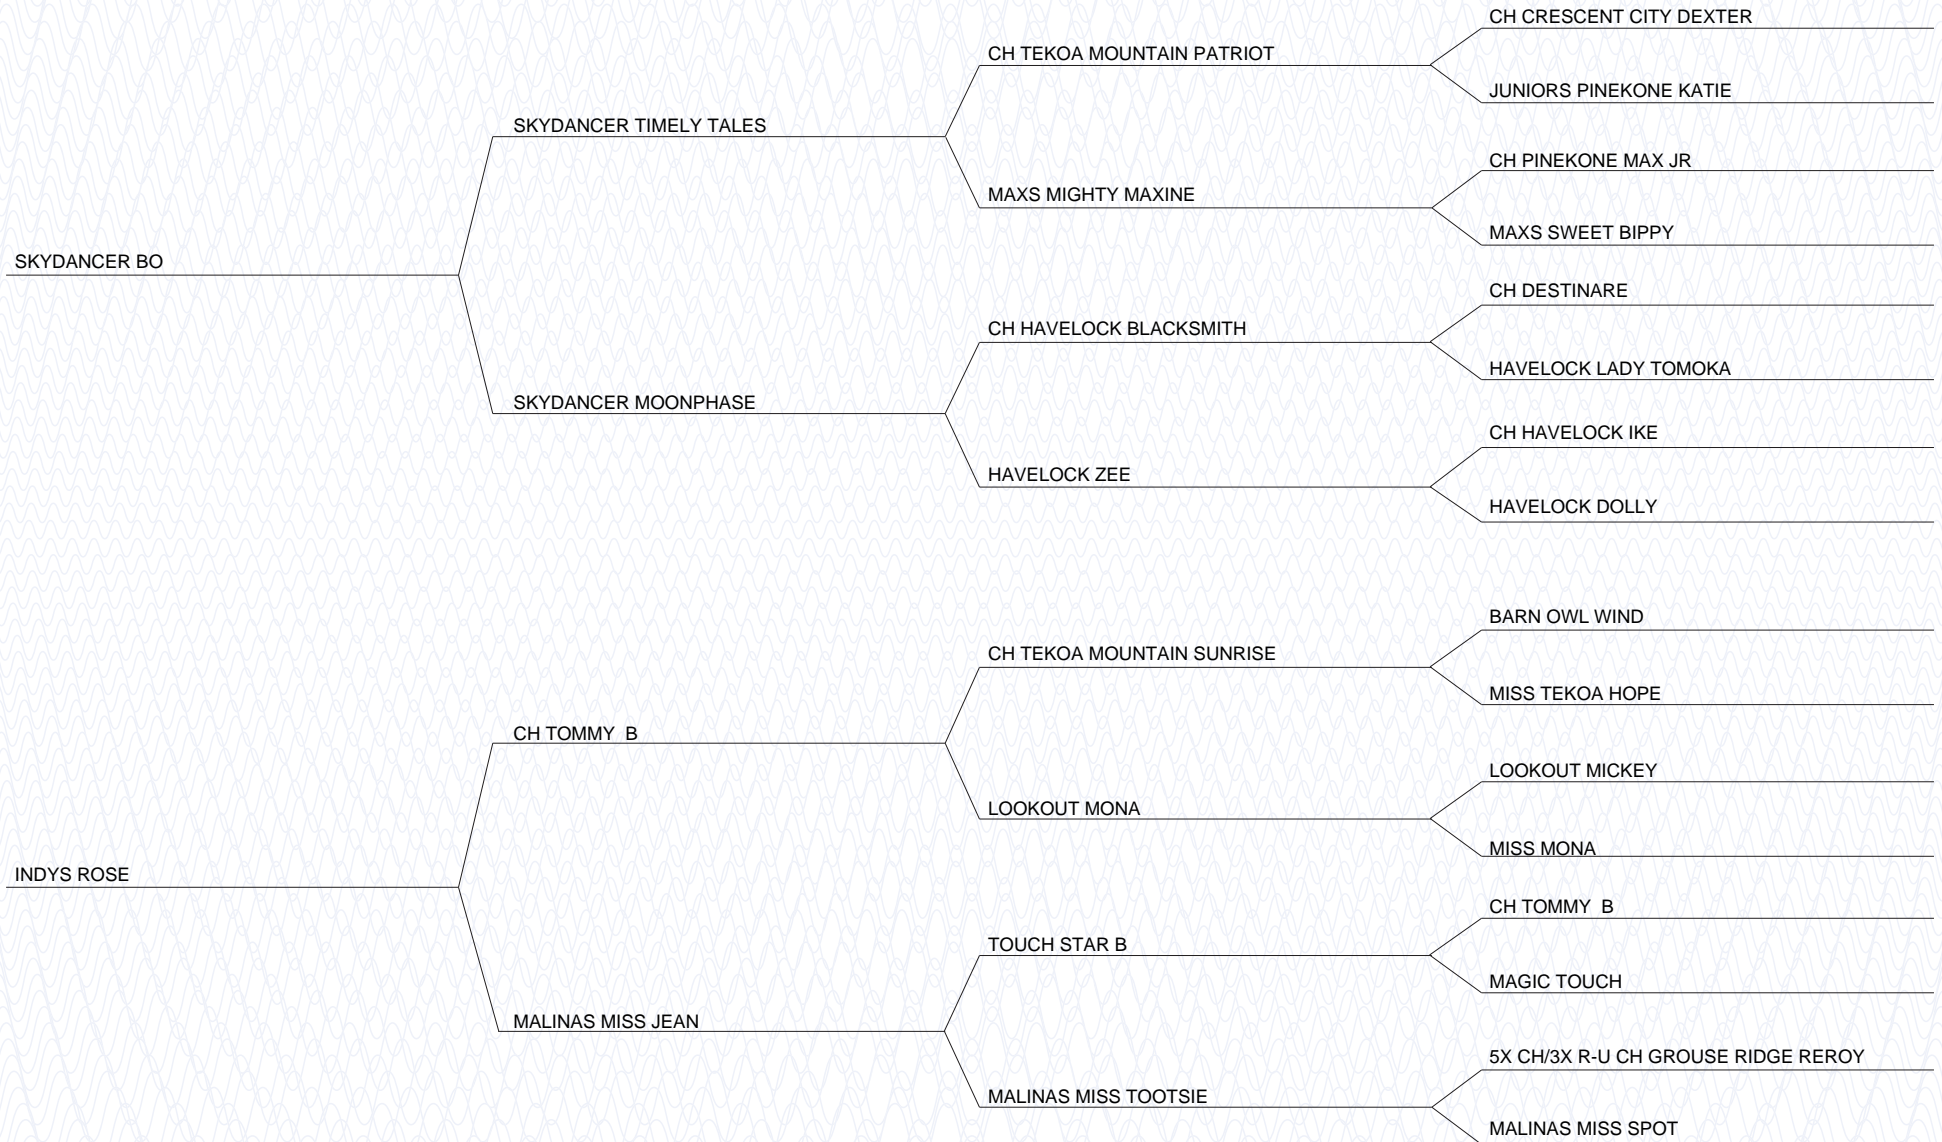 CH CRESCENT CITY DEXTER
CH TEKOA MOUNTAIN PATRIOT
JUNIORS PINEKONE KATIE
SKYDANCER TIMELY TALES
CH PINEKONE MAX JR
MAXS MIGHTY MAXINE
MAXS SWEET BIPPY
SKYDANCER BO
CH DESTINARE
CH HAVELOCK BLACKSMITH
HAVELOCK LADY TOMOKA
SKYDANCER MOONPHASE
CH HAVELOCK IKE
HAVELOCK ZEE
HAVELOCK DOLLY
BARN OWL WIND
CH TEKOA MOUNTAIN SUNRISE
MISS TEKOA HOPE
CH TOMMY  B
LOOKOUT MICKEY
LOOKOUT MONA
MISS MONA
INDYS ROSE
CH TOMMY  B
TOUCH STAR B
MAGIC TOUCH
MALINAS MISS JEAN
5X CH/3X R-U CH GROUSE RIDGE REROY
MALINAS MISS TOOTSIE
MALINAS MISS SPOT